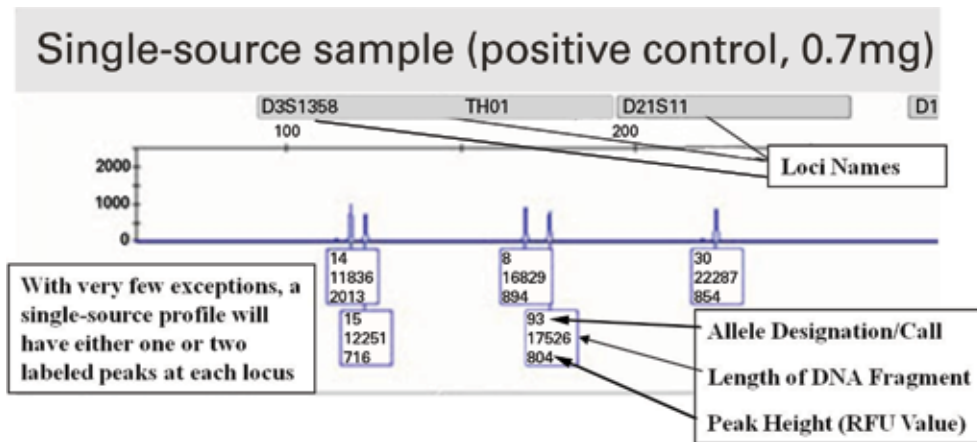 Single-source sample (positive control, 0.7mg)
D3S1358 TH01 D21S11 D1
100 200
2000
1000
0
Loci Names
With very few exceptions, a
single-source profile will
have either one or two
labeled peaks at each locus
14
11836
2013
15
12251
716
8
16829
894
93
17526
804
30
22287
854
Allele Designation/Call
Length of DNA Fragment
Peak Height (RFU Value)